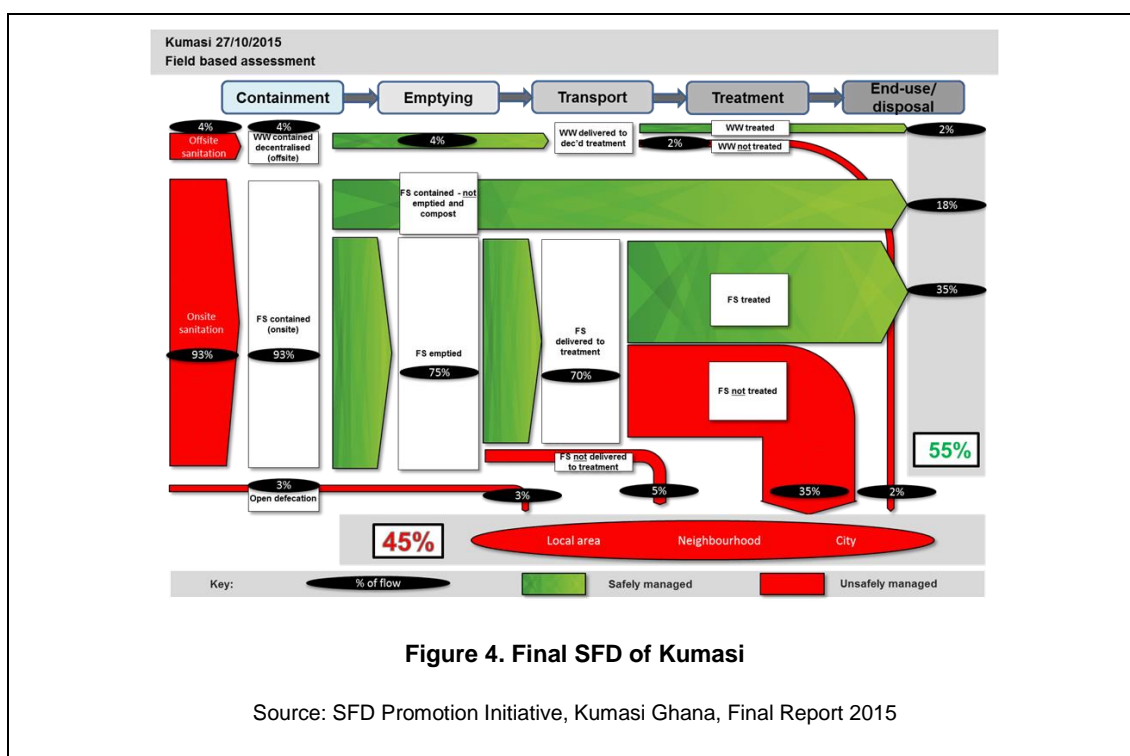 Kumasi 27/10/2015
Field based assessment
Containment
Emptying
Transport
Treatment
End-use/
disposal
4%
Offsite
sanitation
4%
WW contained
decentralised
(offsite)
4%
WW delivered to
dec'd treatment
WW treated
2%
WW not treated
2%
FS contained - not
emptied and
compost
18%
Onsite
sanitation
93%
FS contained
(onsite)
93%
FS emptied
75%
FS
delivered to
treatment
70%
FS treated
35%
FS not treated
FS not delivered
to treatment
55%
3%
Open defecation
3%
5%
35%
2%
45%
Local area
Neighbourhood
City
Key:
% of flow
Safely managed
Unsafely managed
Figure 4. Final SFD of Kumasi
Source: SFD Promotion Initiative, Kumasi Ghana, Final Report 2015